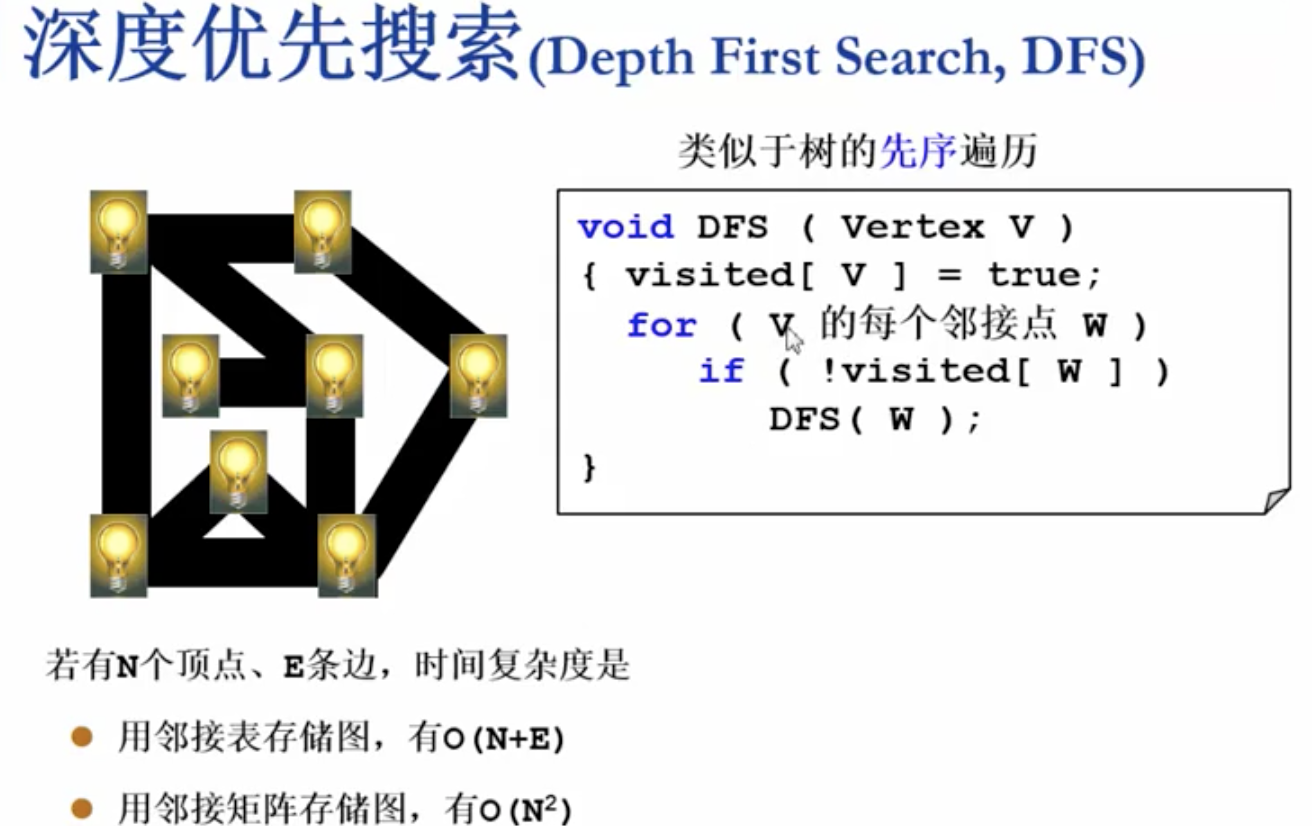 深度优先搜索(Depth First Search, DFS)
类似于树的先序遍历
void DFS ( Vertex V )
{ visited[ V ] = true;
for ( V 的每个邻接点 W )
if ( !visited[ W ] )
DFS( W );
}
若有N个顶点、E条边，时间复杂度是
● 用邻接表存储图，有O(N+E)
● 用邻接矩阵存储图，有O(N²)